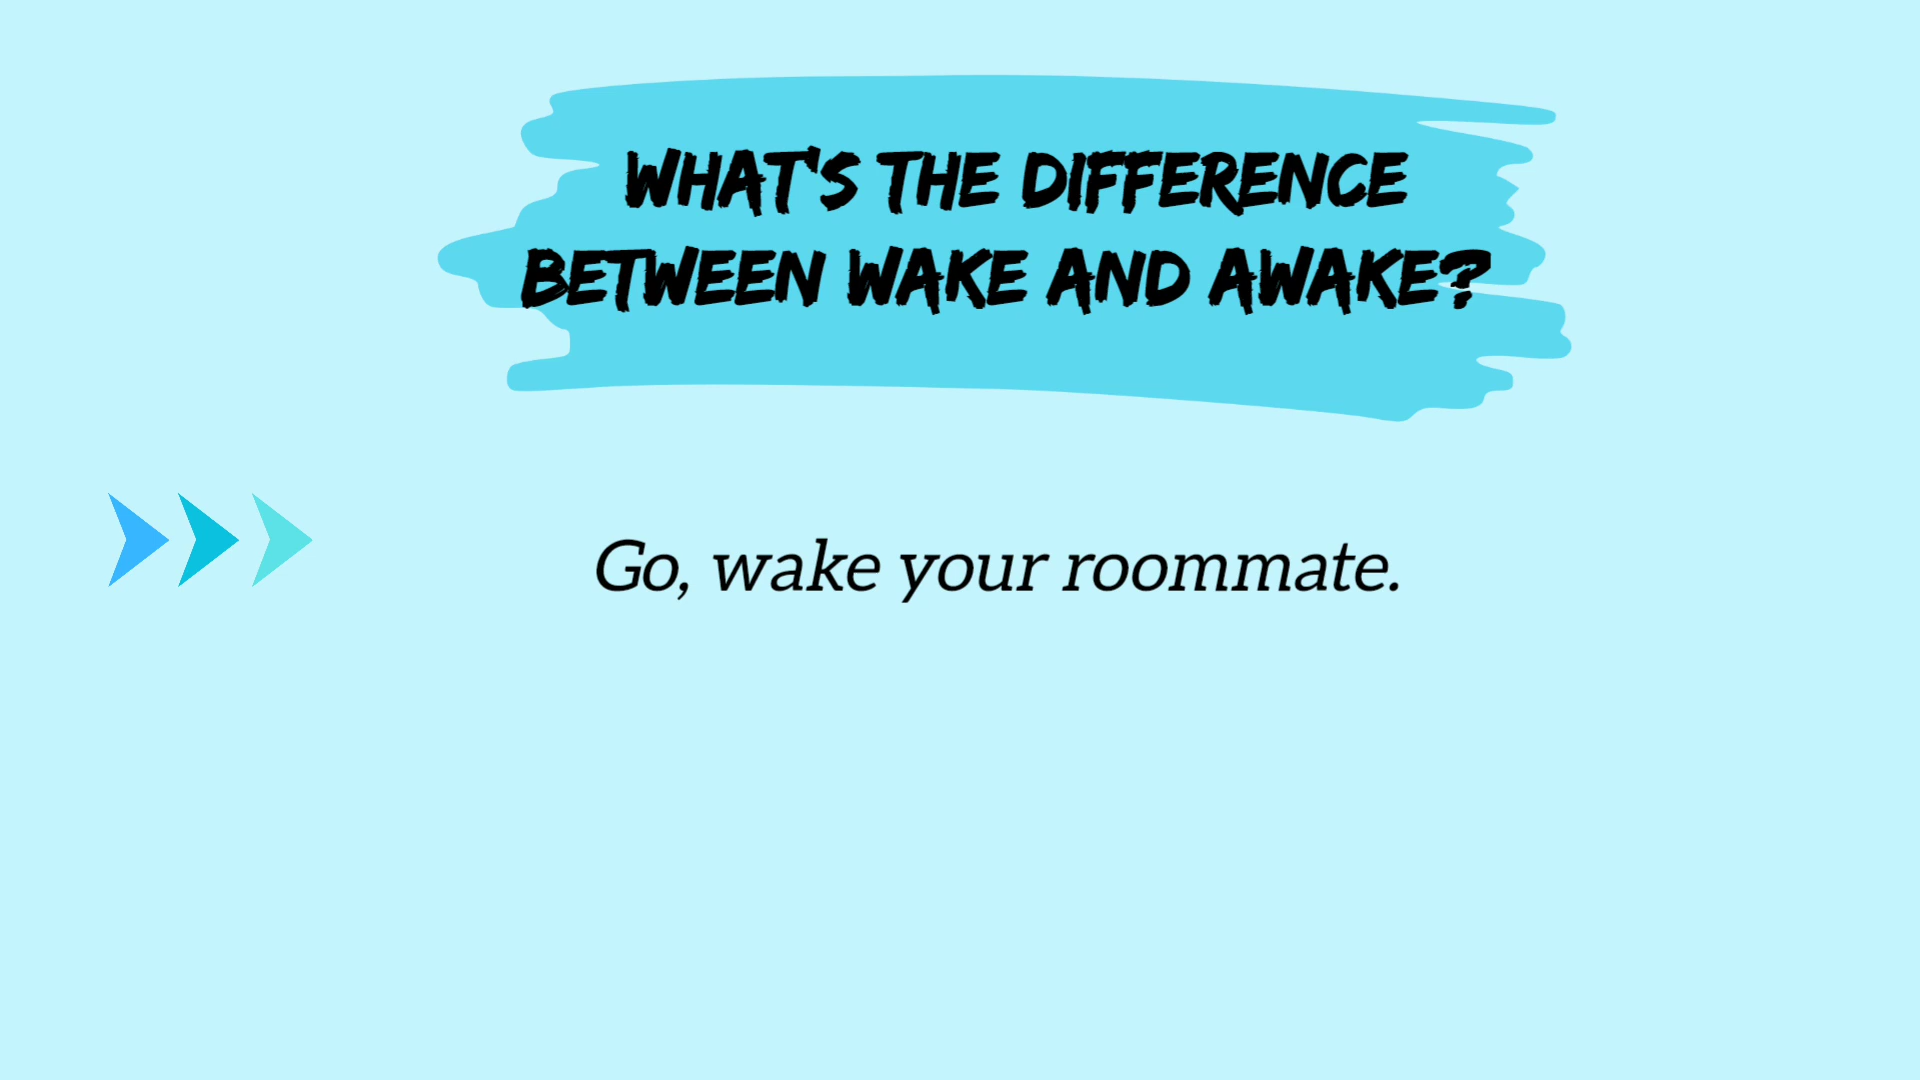 WHAT'S THE DIFFERENCE
BETWEEN WAKE AND AWAKE?
Go, wake your roommate.